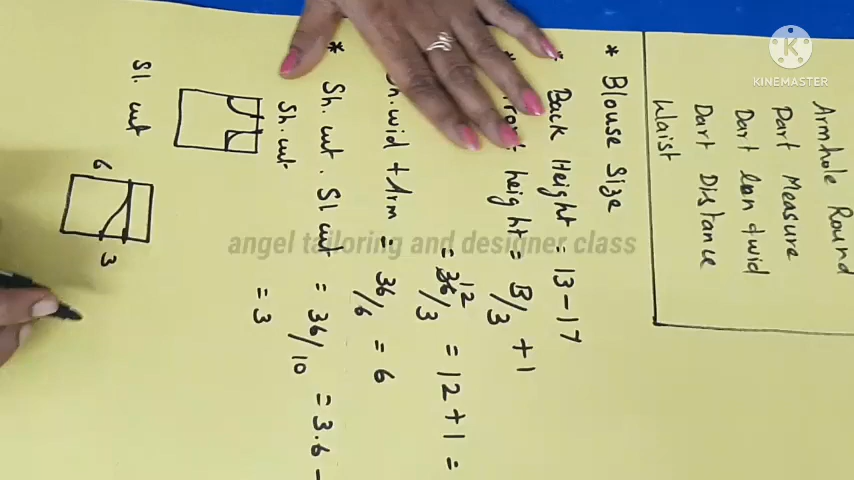 Armhole Round
Part Measure
Dart len & wid
Dart Distance
Waist
* Blouse Size
* Back Height = 13-17
* Front height = B/3 + 1
= 36/3 = 12 + 1 =
12
Sh.wid + Arm = 36/6 = 6
* Sh. wt. Sl. wt = 36/10 = 3.6 -
= 3
Sh. wt
Sl. wt
6
3
K
KINEMASTER
angel tailoring and designer class